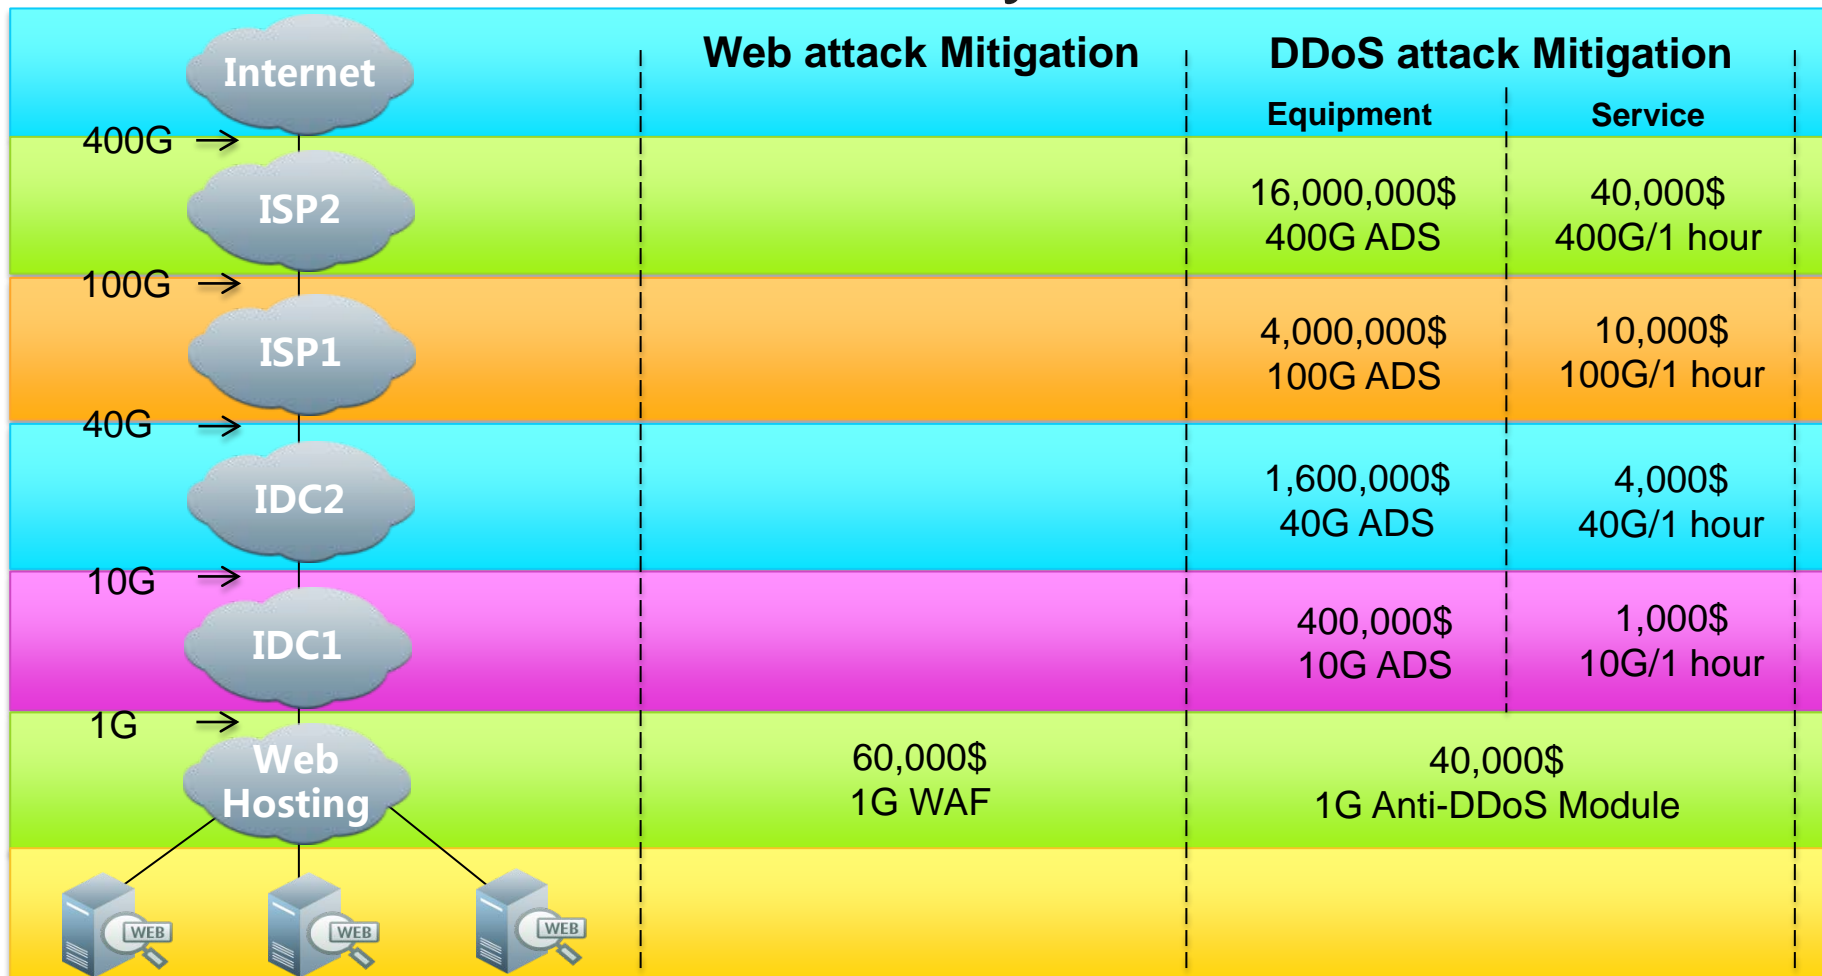 Internet
Web attack Mitigation
DDoS attack Mitigation
Equipment
Service
400G
ISP2
16,000,000$
400G ADS
40,000$
400G/1 hour
100G
ISP1
4,000,000$
100G ADS
10,000$
100G/1 hour
40G
IDC2
1,600,000$
40G ADS
4,000$
40G/1 hour
10G
IDC1
400,000$
10G ADS
1,000$
10G/1 hour
1G
Web
Hosting
60,000$
1G WAF
40,000$
1G Anti-DDoS Module
WEB
WEB
WEB